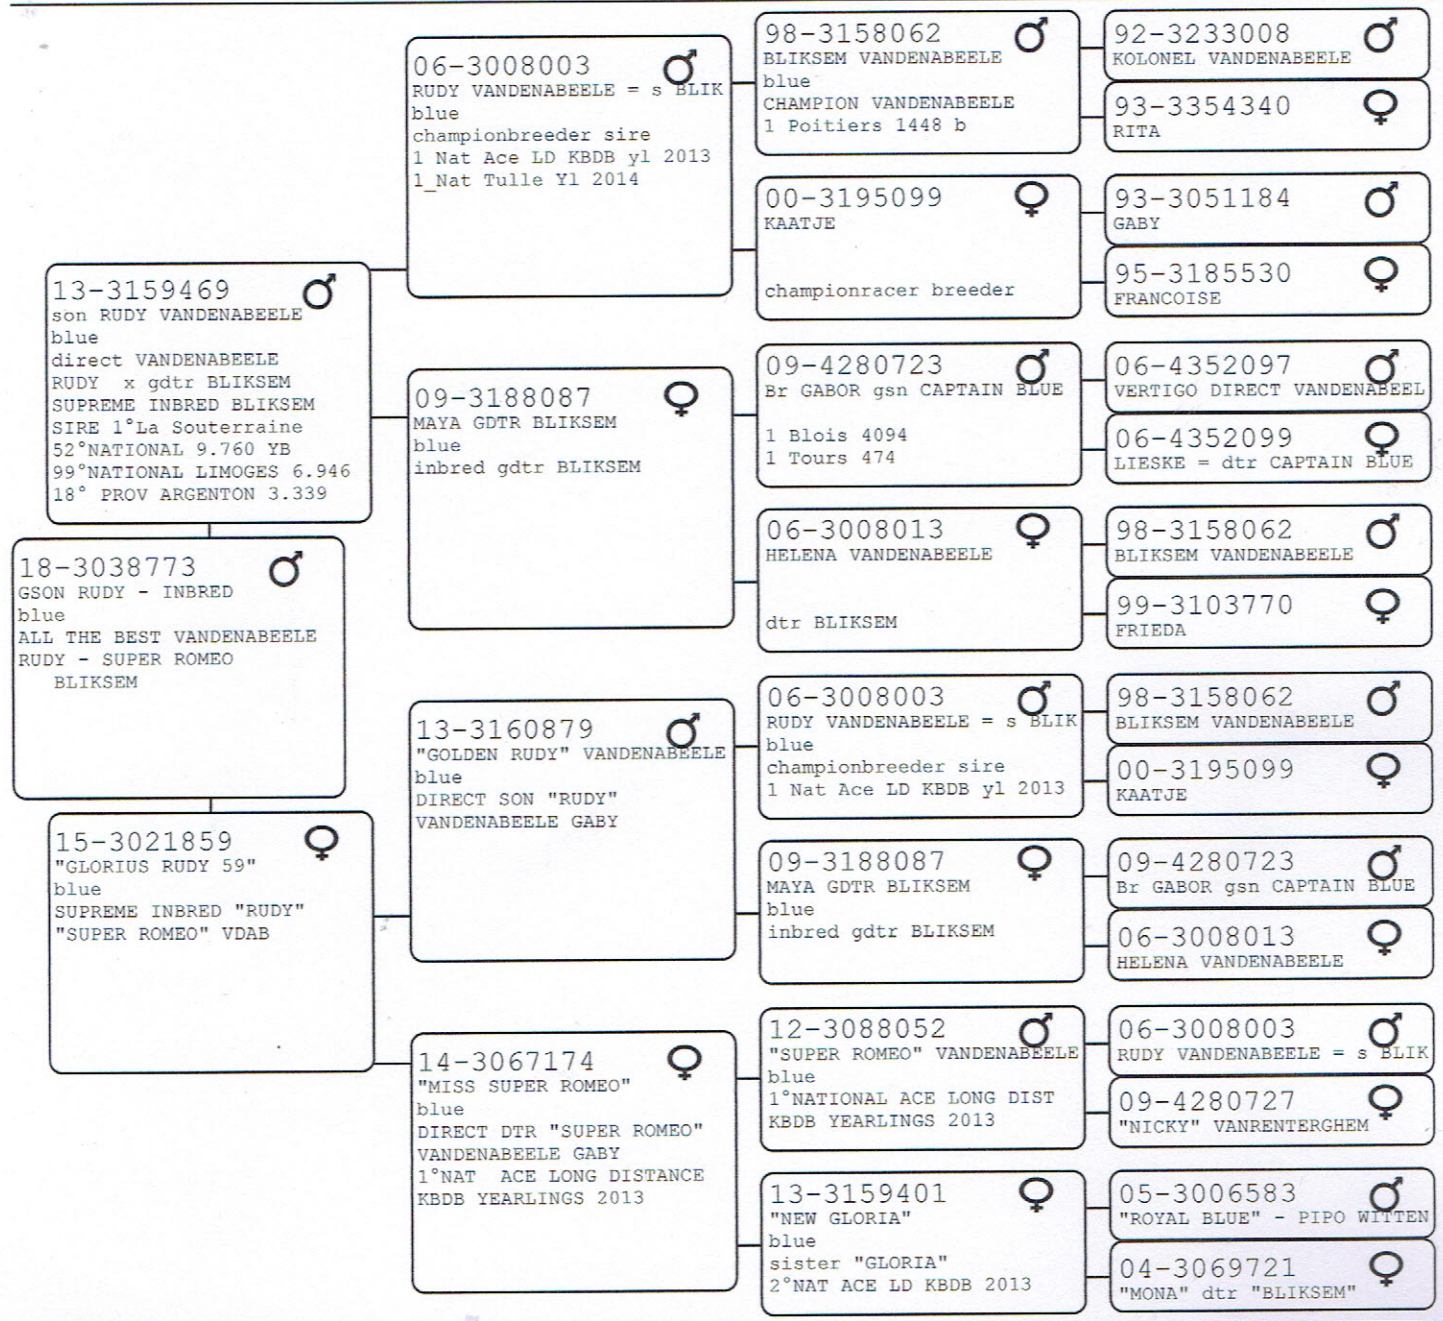 18-3038773
GSON RUDY - INBRED
blue
ALL THE BEST VANDENABEELE
RUDY - SUPER ROMEO
BLIKSEM
13-3159469
son RUDY VANDENABEELE
blue
direct VANDENABEELE
RUDY x gdtr BLIKSEM
SUPREME INBRED BLIKSEM
SIRE 1°La Souterraine
52°NATIONAL 9.760 YB
99°NATIONAL LIMOGES 6.946
18° PROV ARGENTON 3.339
15-3021859
"GLORIUS RUDY 59"
blue
SUPREME INBRED "RUDY"
"SUPER ROMEO" VDAB
06-3008003
RUDY VANDENABEELE = s BLIK
blue
championbreeder sire
1 Nat Ace LD KBDB yl 2013
1_Nat Tulle Yl 2014
09-3188087
MAYA GDTR BLIKSEM
blue
inbred gdtr BLIKSEM
13-3160879
"GOLDEN RUDY" VANDENABEELE
blue
DIRECT SON "RUDY"
VANDENABEELE GABY
14-3067174
"MISS SUPER ROMEO"
blue
DIRECT DTR "SUPER ROMEO"
VANDENABEELE GABY
1°NAT ACE LONG DISTANCE
KBDB YEARLINGS 2013
98-3158062
BLIKSEM VANDENABEELE
blue
CHAMPION VANDENABEELE
1 Poitiers 1448 b
00-3195099
KAATJE
championracer breeder
09-4280723
Br GABOR gsn CAPTAIN BLUE
1 Blois 4094
1 Tours 474
06-3008013
HELENA VANDENABEELE
dtr BLIKSEM
06-3008003
RUDY VANDENABEELE = s BLIK
blue
championbreeder sire
1 Nat Ace LD KBDB yl 2013
09-3188087
MAYA GDTR BLIKSEM
blue
inbred gdtr BLIKSEM
12-3088052
"SUPER ROMEO" VANDENABEELE
blue
1°NATIONAL ACE LONG DIST
KBDB YEARLINGS 2013
13-3159401
"NEW GLORIA"
blue
sister "GLORIA"
2°NAT ACE LD KBDB 2013
92-3233008
KOLONEL VANDENABEELE
93-3354340
RITA
93-3051184
GABY
95-3185530
FRANCOISE
06-4352097
VERTIGO DIRECT VANDENABEEL
06-4352099
LIESKE = dtr CAPTAIN BLUE
98-3158062
BLIKSEM VANDENABEELE
99-3103770
FRIEDA
98-3158062
BLIKSEM VANDENABEELE
00-3195099
KAATJE
09-4280723
Br GABOR gsn CAPTAIN BLUE
06-3008013
HELENA VANDENABEELE
06-3008003
RUDY VANDENABEELE = s BLIK
09-4280727
"NICKY" VANRENTERGHEM
05-3006583
"ROYAL BLUE" - PIPO WITTEN
04-3069721
"MONA" dtr "BLIKSEM"